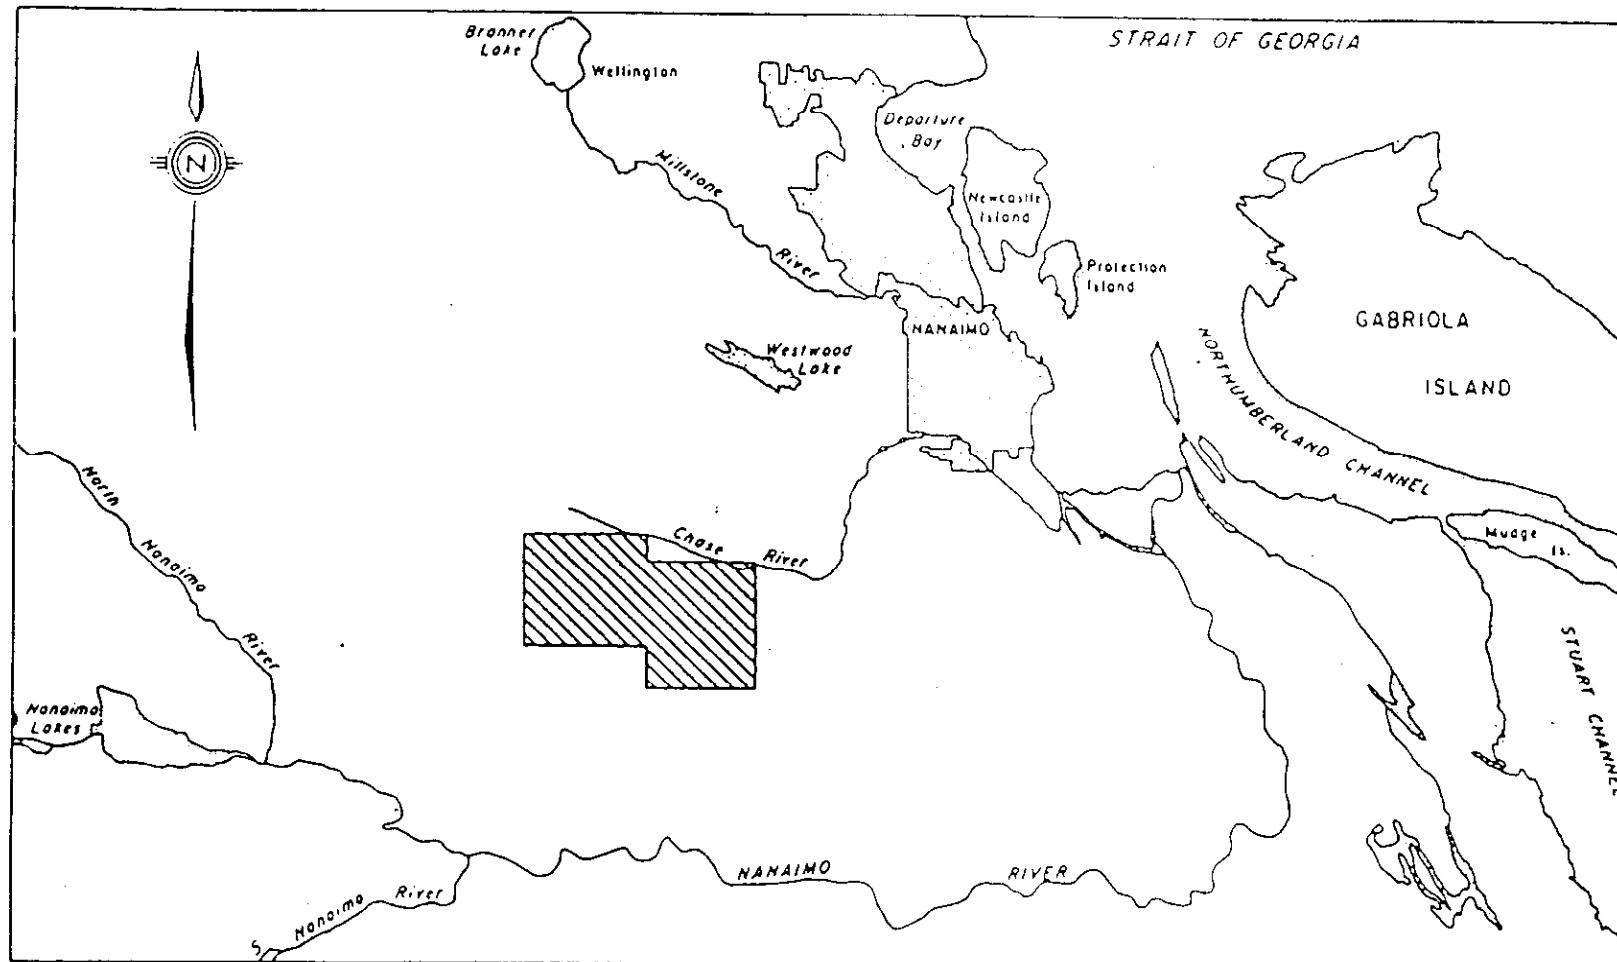 STRAIT OF GEORGIA
Brannen
Lake
Wellington
Departure
Bay
Millstone
River
Newcastle
Island
Protection
Island
N
NANAIMO
GABRIOLA
ISLAND
Westwood
Lake
NORTHUMBERLAND CHANNEL
North
Nanaimo
River
Chase
River
Mudge
Is.
STUART CHANNEL
Nanaimo
Lakes
NANAIMO RIVER
S. Nanaimo River